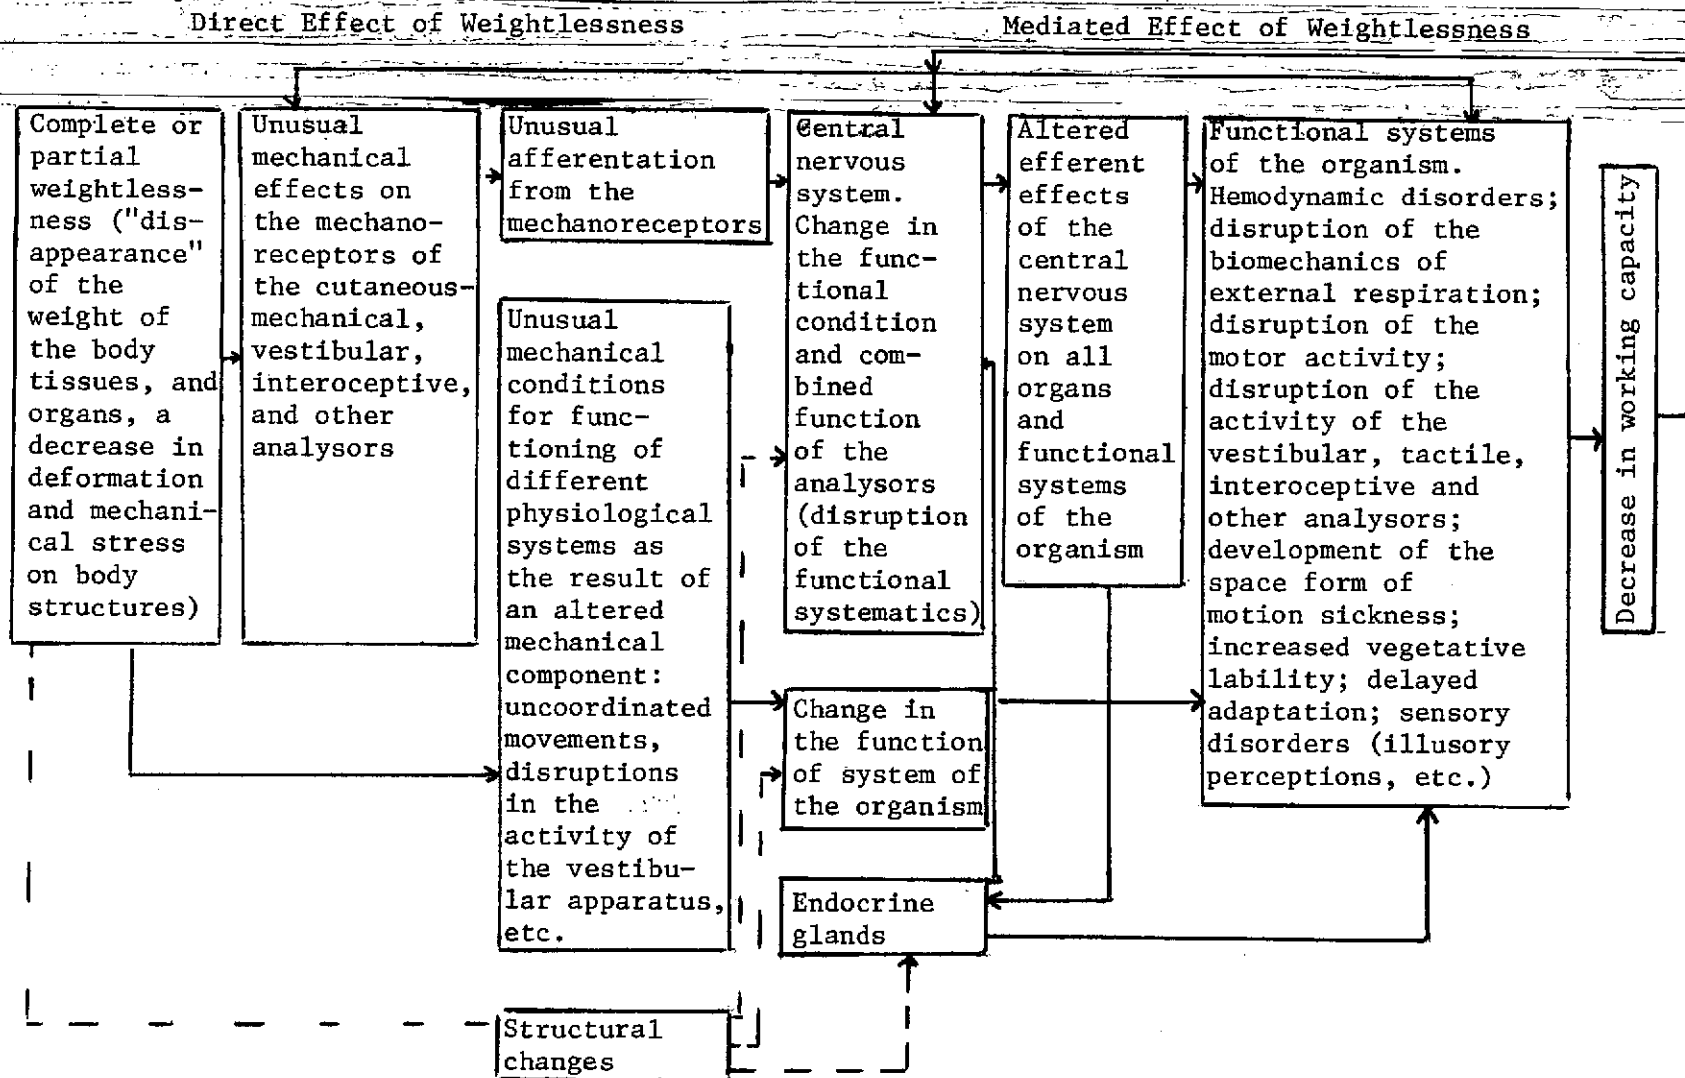 Direct Effect of Weightlessness
Mediated Effect of Weightlessness
Complete or
partial
weightless-
ness ("dis-
appearance"
of the
weight of
the body
tissues, and
organs, a
decrease in
deformation
and mechani-
cal stress
on body
structures)
Unusual
mechanical
effects on
the mechano-
receptors of
the cutaneous-
mechanical,
vestibular,
interoceptive,
and other
analysors
Unusual
afferentation
from the
mechanoreceptors
Unusual
mechanical
conditions
for func-
tioning of
different
physiological
systems as
the result of
an altered
mechanical
component:
uncoordinated
movements,
disruptions
in the
activity of
the vestibu-
lar apparatus,
etc.
Structural
changes
Central
nervous
system.
Change in
the func-
tional
condition
and com-
bined
function
of the
analysors
(disruption
of the
functional
systematics)
Change in
the function
of system of
the organism
Endocrine
glands
Altered
efferent
effects
of the
central
nervous
system
on all
organs
and
functional
systems
of the
organism
Functional systems
of the organism.
Hemodynamic disorders;
disruption of the
biomechanics of
external respiration;
disruption of the
motor activity;
disruption of the
activity of the
vestibular, tactile,
interoceptive and
other analysors;
development of the
space form of
motion sickness;
increased vegetative
lability; delayed
adaptation; sensory
disorders (illusory
perceptions, etc.)
Decrease in working capacity